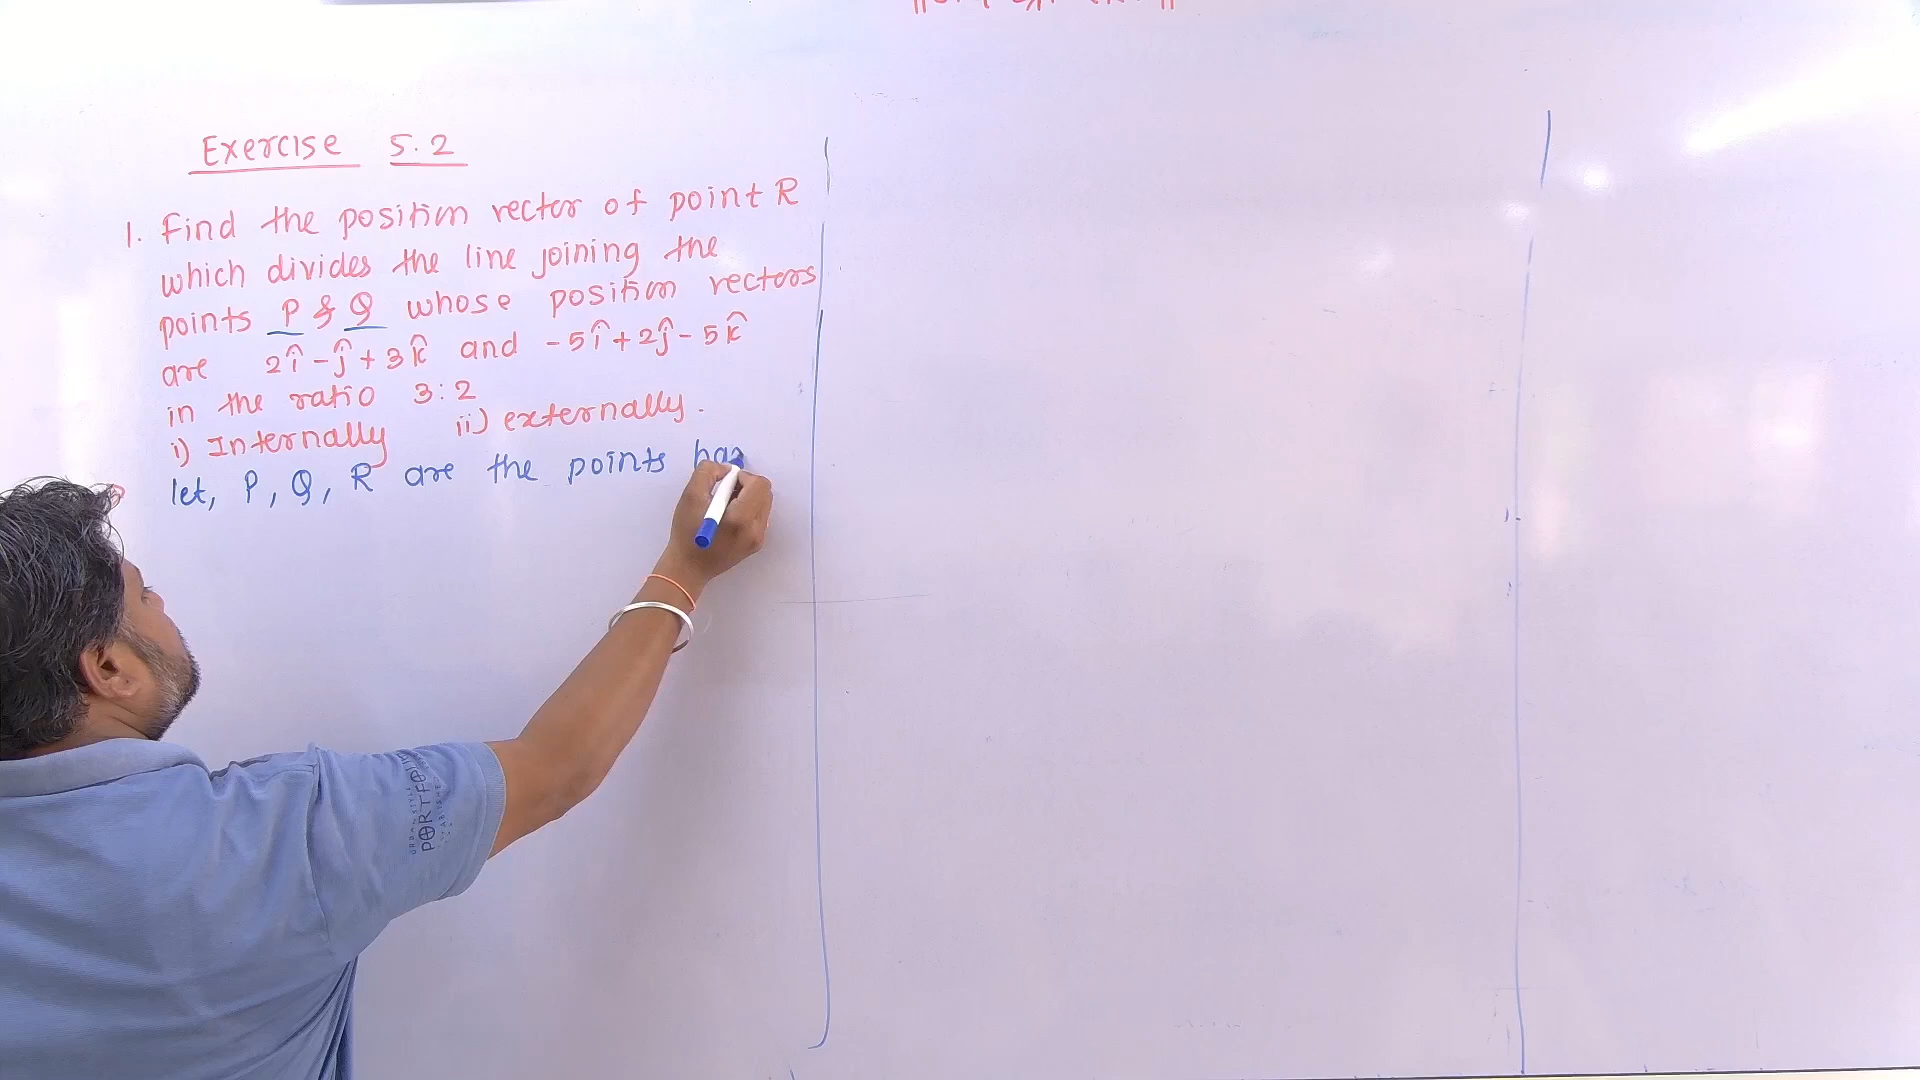 Exercise 5.2
1. Find the position vector of point R
which divides the line joining the
points P & Q whose position vectors
are 2î - ĵ + 3k̂ and -5î + 2ĵ - 5k̂
in the ratio 3:2
i) Internally ii) externally.
let, P, Q, R are the points
PORTFOLIO